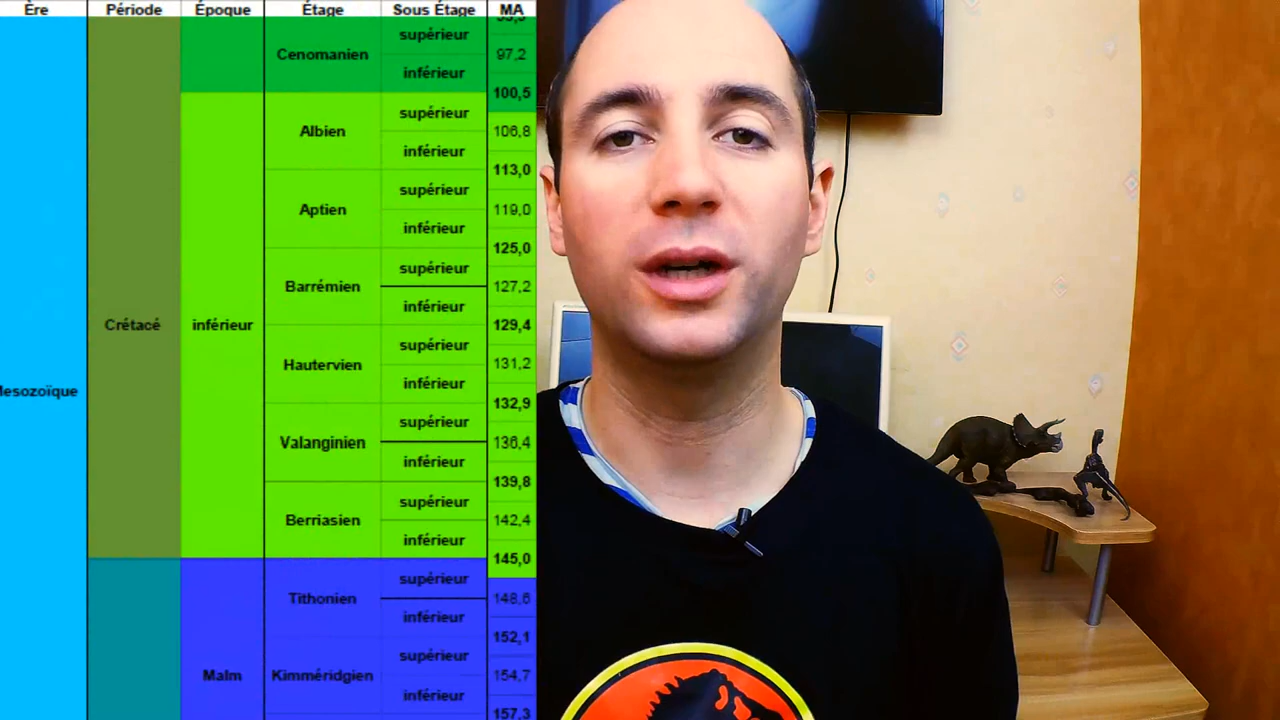 Ère Période Époque Étage Sous Étage MA
supérieur
Cenomanien 97,2
inférieur
100,5
supérieur
Albien 106,8
inférieur
113,0
supérieur
Aptien 119,0
inférieur
125,0
supérieur
Barrémien 127,2
inférieur
Crétacé inférieur 129,4
supérieur
Hautervien 131,2
inférieur
132,9
supérieur
Valanginien 136,4
inférieur
139,8
supérieur
Berriasien 142,4
inférieur
145,0
supérieur
Tithonien 148,6
inférieur
152,1
supérieur
Malm Kimméridgien 154,7
inférieur
157,3